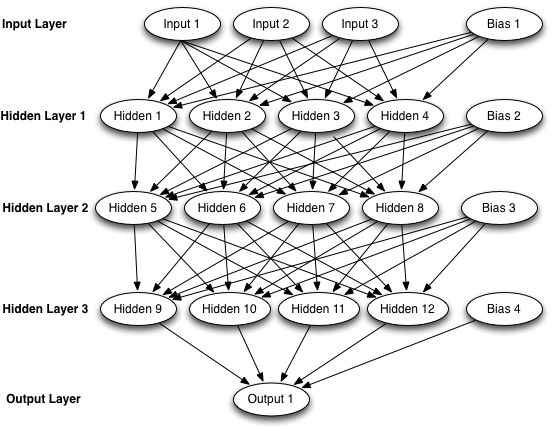 Input Layer Input 1 Input 2 Input 3 Bias 1
Hidden Layer 1 Hidden 1 Hidden 2 Hidden 3 Hidden 4 Bias 2
Hidden Layer 2 Hidden 5 Hidden 6 Hidden 7 Hidden 8 Bias 3
Hidden Layer 3 Hidden 9 Hidden 10 Hidden 11 Hidden 12 Bias 4
Output Layer Output 1